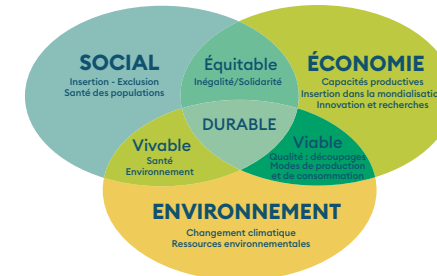 SOCIAL
Insertion - Exclusion
Santé des populations
Équitable
Inégalité/Solidarité
ÉCONOMIE
Capacités productives
Insertion dans la mondialisatio
Innovation et recherches
DURABLE
Vivable
Santé
Environnement
Viable
Qualité : découpages
Modes de production
et de consommation
ENVIRONNEMENT
Changement climatique
Ressources environnementales